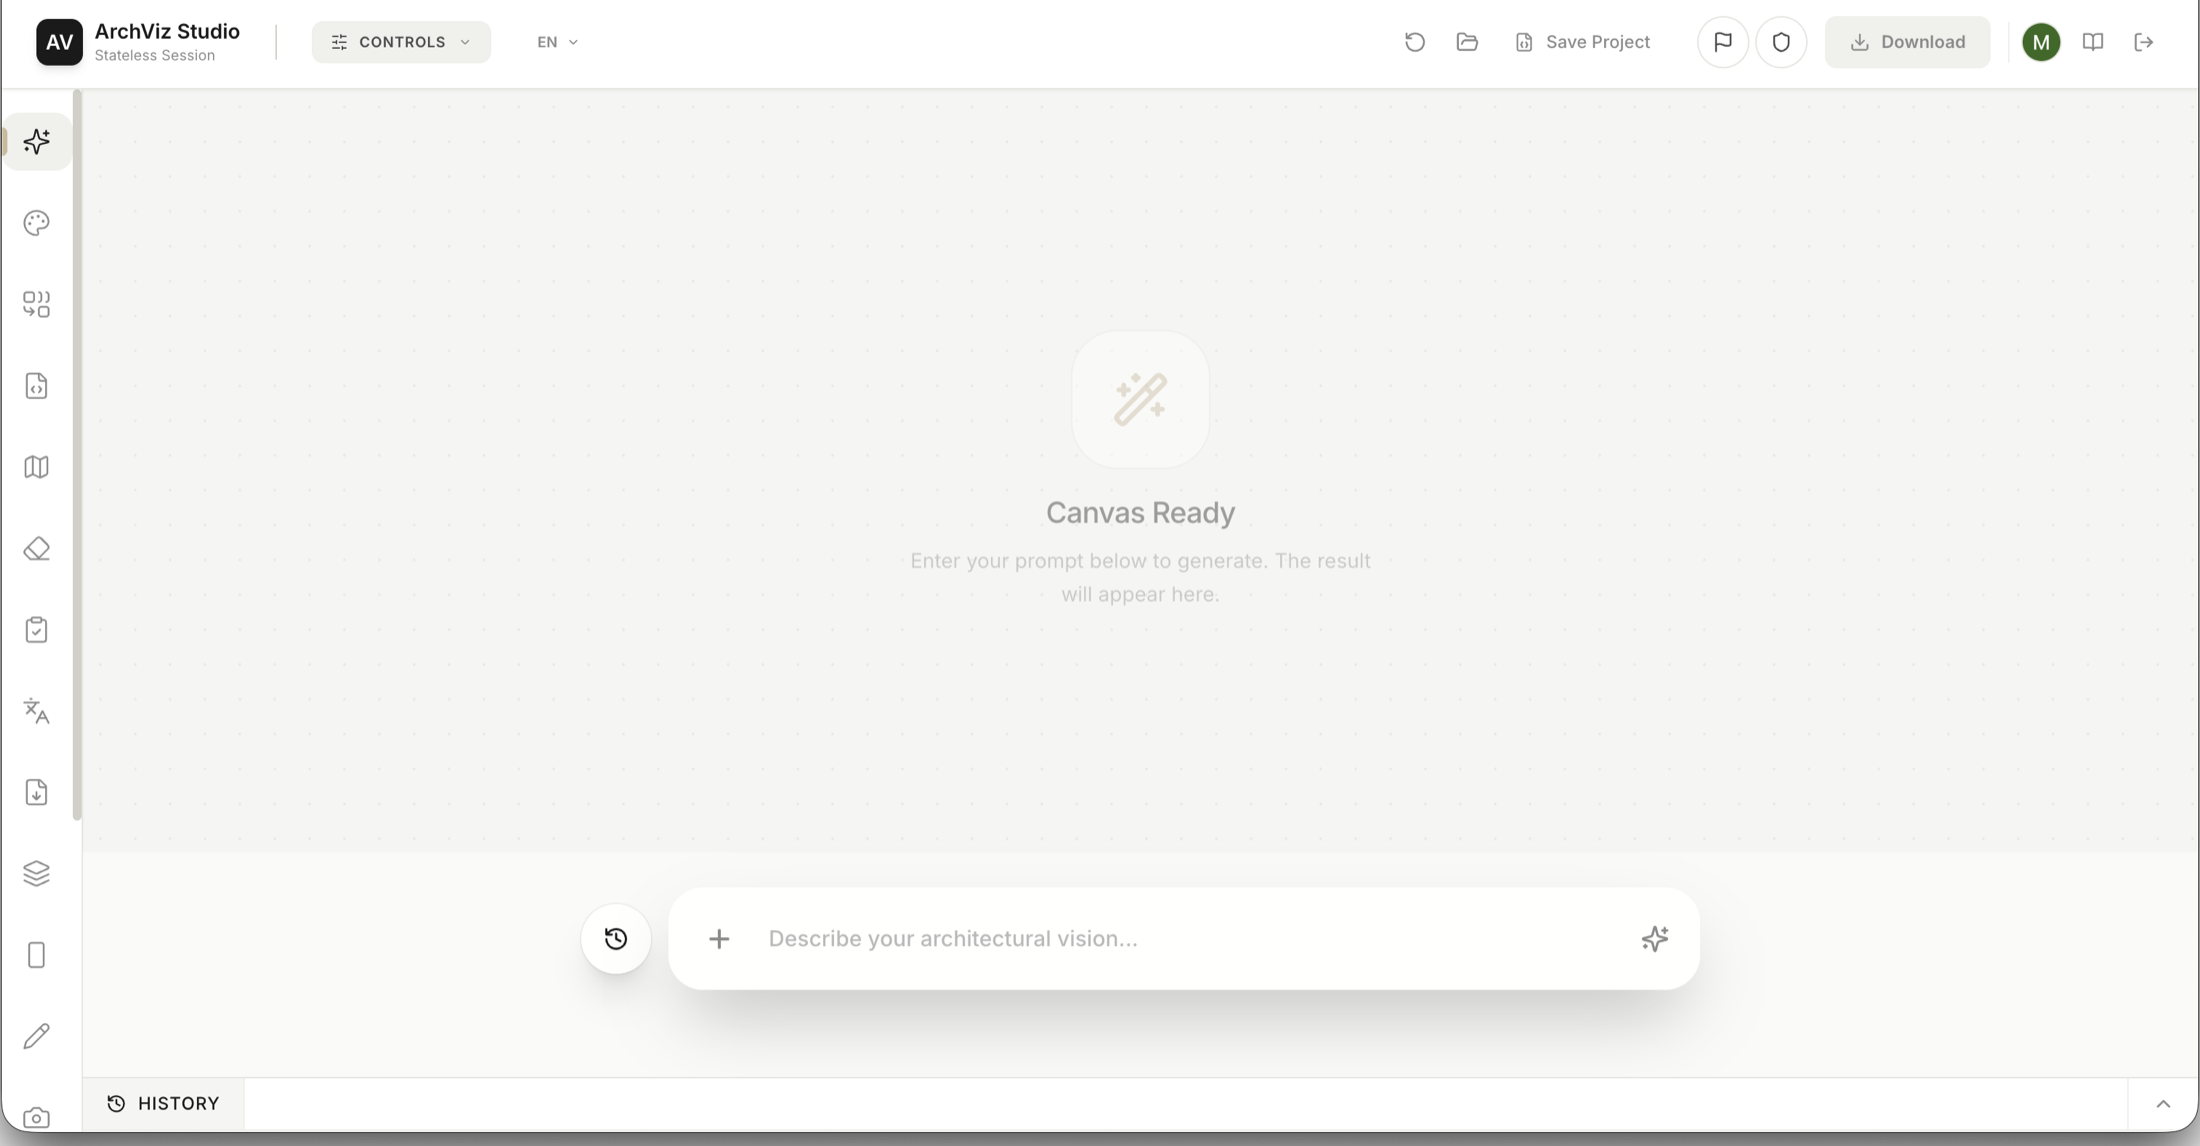 AV
ArchViz Studio
Stateless Session
CONTROLS
EN
Save Project
Download
M
Canvas Ready
Enter your prompt below to generate. The result
will appear here.
Describe your architectural vision...
HISTORY